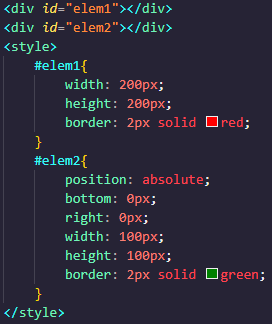 <div id="elem1"></div>
<div id="elem2"></div>
<style>
    #elem1{
        width: 200px;
        height: 200px;
        border: 2px solid red;
    }
    #elem2{
        position: absolute;
        bottom: 0px;
        right: 0px;
        width: 100px;
        height: 100px;
        border: 2px solid green;
    }
</style>